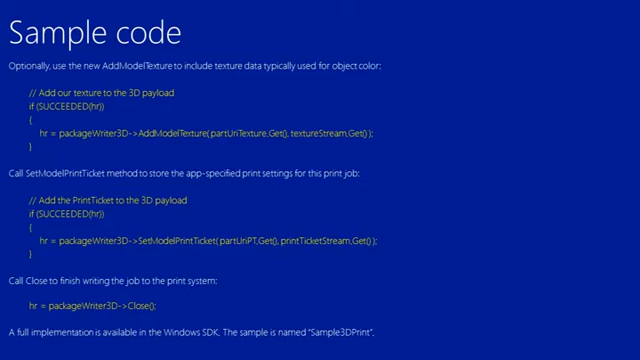 Sample code
Optionally, use the new AddModelTexture to include texture data typically used for object color:
// Add our texture to the 3D payload
if (SUCCEEDED(hr))
{
hr = packageWriter3D->AddModelTexture( partUriTexture.Get(), textureStream.Get() );
}
Call SetModelPrintTicket method to store the app-specified print settings for this print job:
// Add the PrintTicket to the 3D payload
if (SUCCEEDED(hr))
{
hr = packageWriter3D->SetModelPrintTicket( partUriPT.Get(), printTicketStream.Get() );
}
Call Close to finish writing the job to the print system:
hr = packageWriter3D->Close();
A full implementation is available in the Windows SDK. The sample is named "Sample3DPrint".